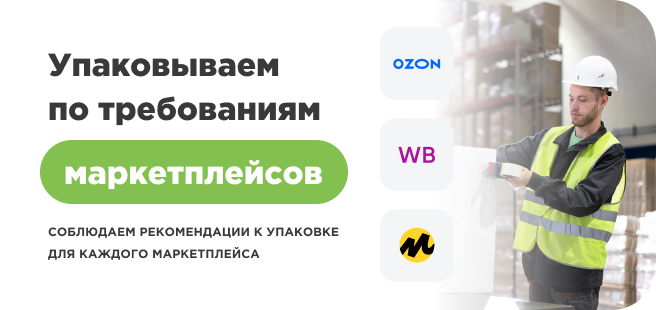 Упаковываем
по требованиям
маркетплейсов
СОБЛЮДАЕМ РЕКОМЕНДАЦИИ К УПАКОВКЕ
ДЛЯ КАЖДОГО МАРКЕТПЛЕЙСА
OZON
WB
М